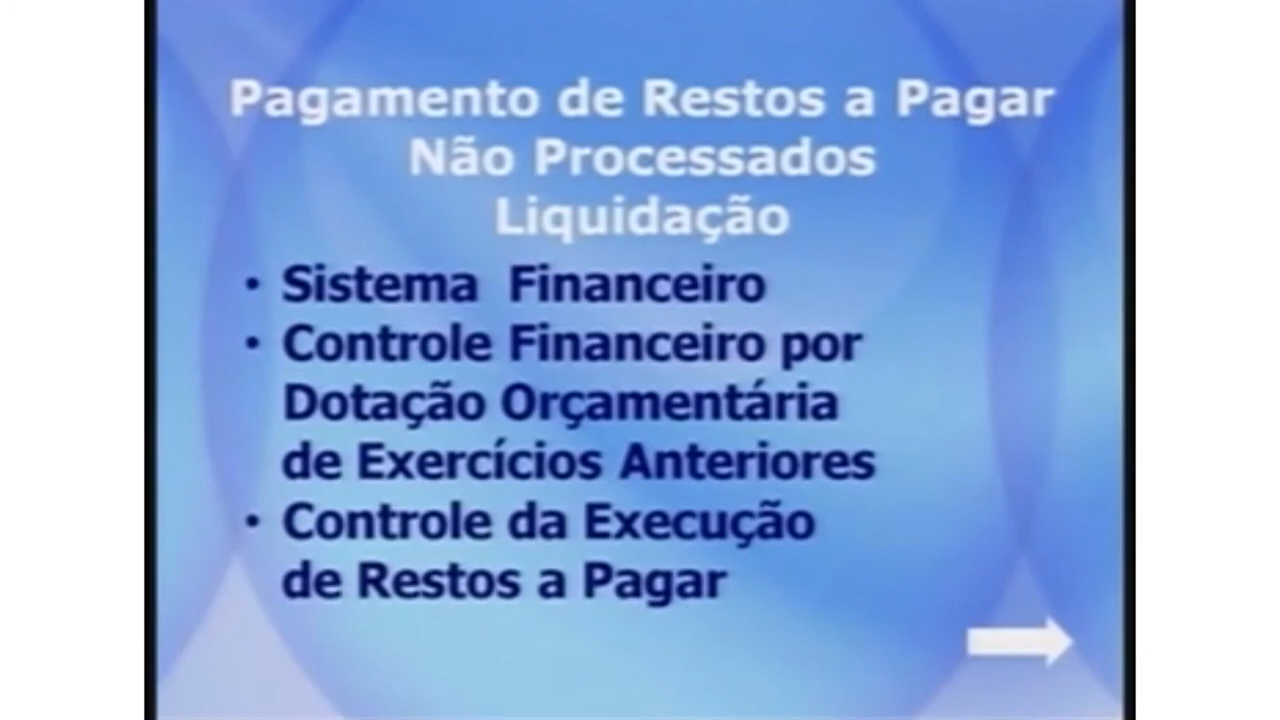 Pagamento de Restos a Pagar
Não Processados
Liquidação
• Sistema Financeiro
• Controle Financeiro por
Dotação Orçamentária
de Exercícios Anteriores
• Controle da Execução
de Restos a Pagar